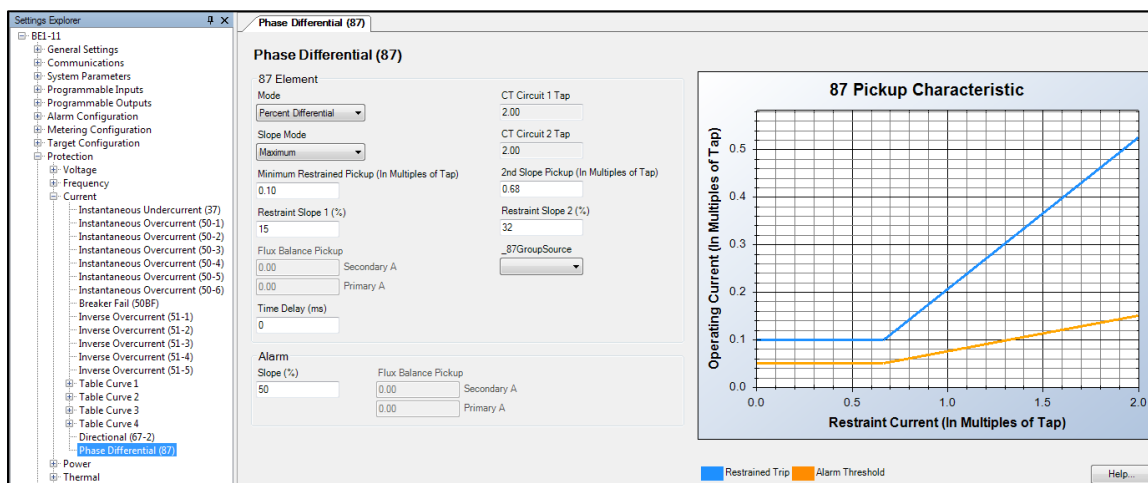 Settings Explorer
BE1-11
General Settings
Communications
System Parameters
Programmable Inputs
Programmable Outputs
Alarm Configuration
Metering Configuration
Target Configuration
Protection
Voltage
Frequency
Current
Instantaneous Undercurrent (37)
Instantaneous Overcurrent (50-1)
Instantaneous Overcurrent (50-2)
Instantaneous Overcurrent (50-3)
Instantaneous Overcurrent (50-4)
Instantaneous Overcurrent (50-5)
Instantaneous Overcurrent (50-6)
Breaker Fail (50BF)
Inverse Overcurrent (51-1)
Inverse Overcurrent (51-2)
Inverse Overcurrent (51-3)
Inverse Overcurrent (51-4)
Inverse Overcurrent (51-5)
Table Curve 1
Table Curve 2
Table Curve 3
Table Curve 4
Directional (67-2)
Phase Differential (87)
Power
Thermal
Phase Differential (87)
Phase Differential (87)
87 Element
Mode
Percent Differential
CT Circuit 1 Tap
2.00
Slope Mode
Maximum
CT Circuit 2 Tap
2.00
Minimum Restrained Pickup (In Multiples of Tap)
0.10
2nd Slope Pickup (In Multiples of Tap)
0.68
Restraint Slope 1 (%)
15
Restraint Slope 2 (%)
32
Flux Balance Pickup
0.00 Secondary A
0.00 Primary A
_87GroupSource
Time Delay (ms)
0
Alarm
Slope (%)
50
Flux Balance Pickup
0.00 Secondary A
0.00 Primary A
87 Pickup Characteristic
Operating Current (In Multiples of Tap)
0.5
0.4
0.3
0.2
0.1
0.0
0.0 0.5 1.0 1.5 2.0
Restraint Current (In Multiples of Tap)
Restrained Trip Alarm Threshold
Help...